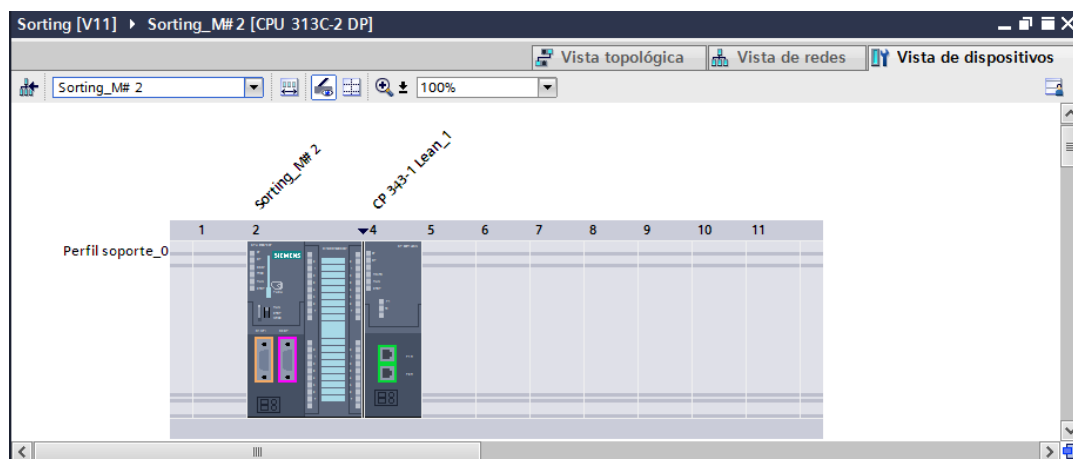 Sorting [V11] ▸ Sorting_M# 2 [CPU 313C-2 DP]
Vista topológica Vista de redes Vista de dispositivos
Sorting_M# 2 100%
Sorting_M# 2 CP 343-1 Lean_1
1 2 4 5 6 7 8 9 10 11
Perfil soporte_0
SIEMENS